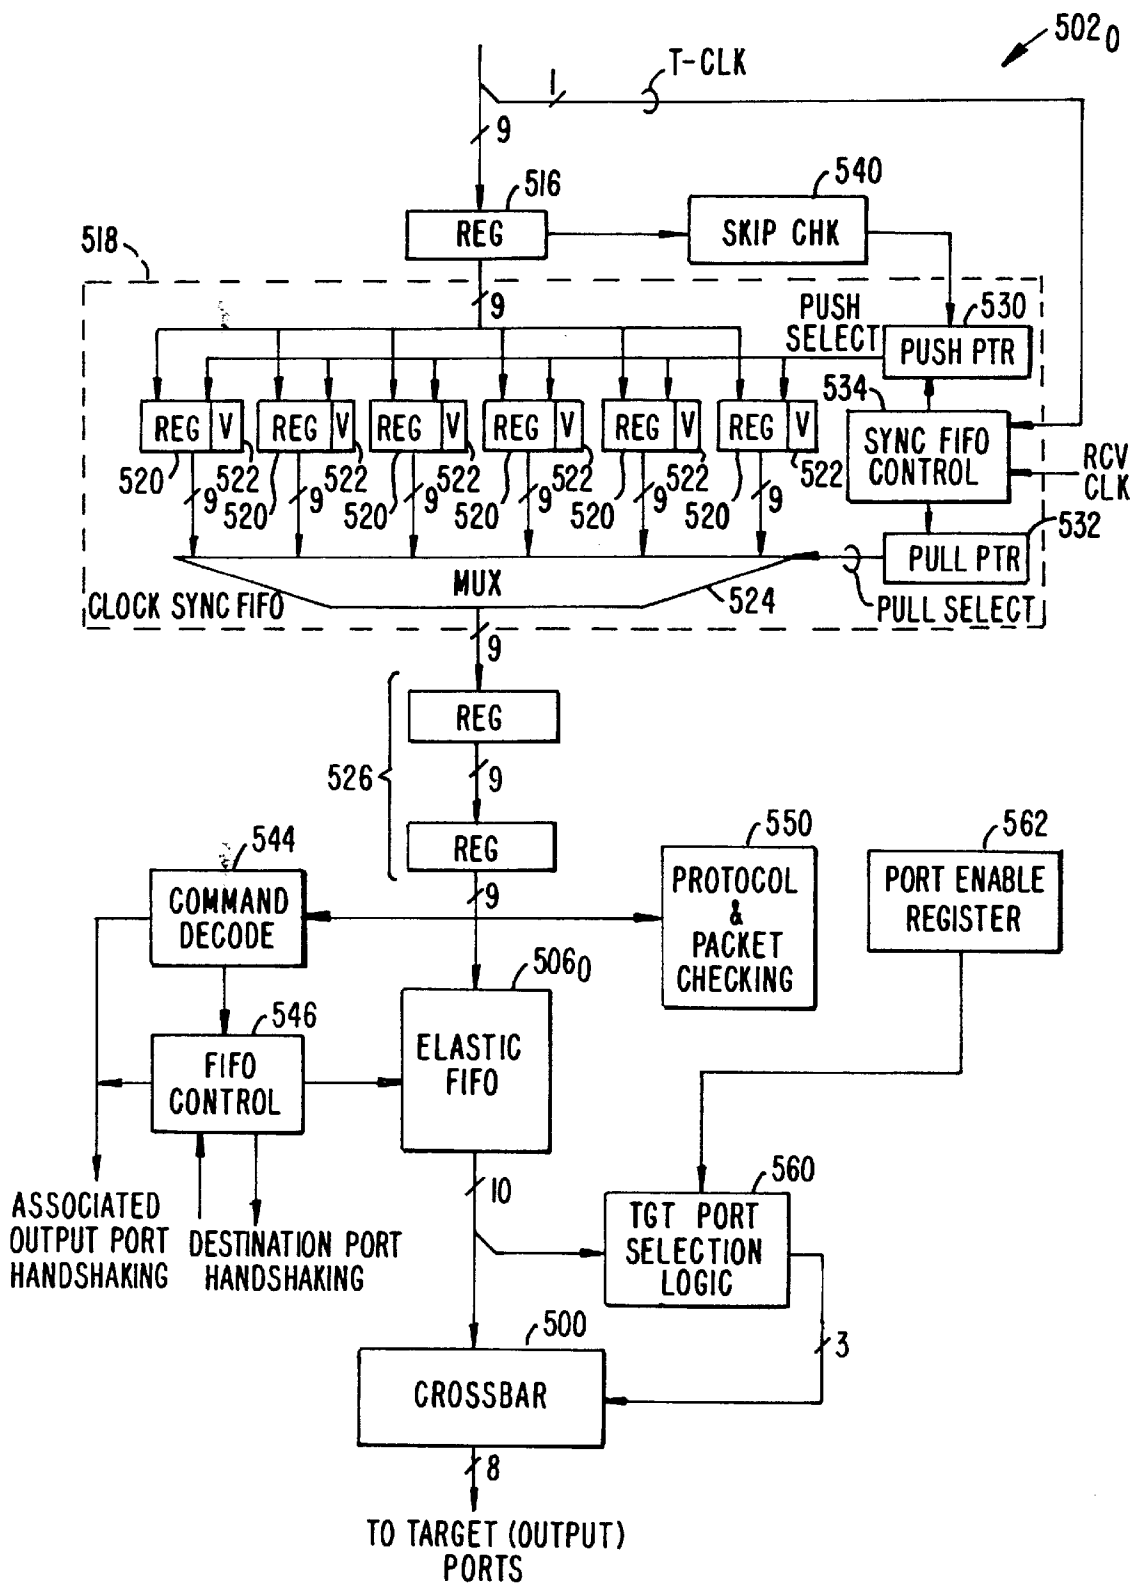 502₀
T-CLK
1
9
516
540
REG
SKIP CHK
518
9
PUSH
SELECT
530
PUSH PTR
534
REG V REG V REG V REG V REG V REG V
SYNC FIFO
CONTROL
RCV
CLK
520 522 520 522 520 522 520 522 520 522 520 522
9 9 9 9 9 9
532
PULL PTR
MUX
524
PULL SELECT
CLOCK SYNC FIFO
9
REG
526
9
REG
9
544
COMMAND
DECODE
550
PROTOCOL
&
PACKET
CHECKING
562
PORT ENABLE
REGISTER
506₀
ELASTIC
FIFO
546
FIFO
CONTROL
10
560
TGT PORT
SELECTION
LOGIC
ASSOCIATED
OUTPUT PORT
HANDSHAKING
DESTINATION PORT
HANDSHAKING
500
CROSSBAR
3
8
TO TARGET (OUTPUT)
PORTS